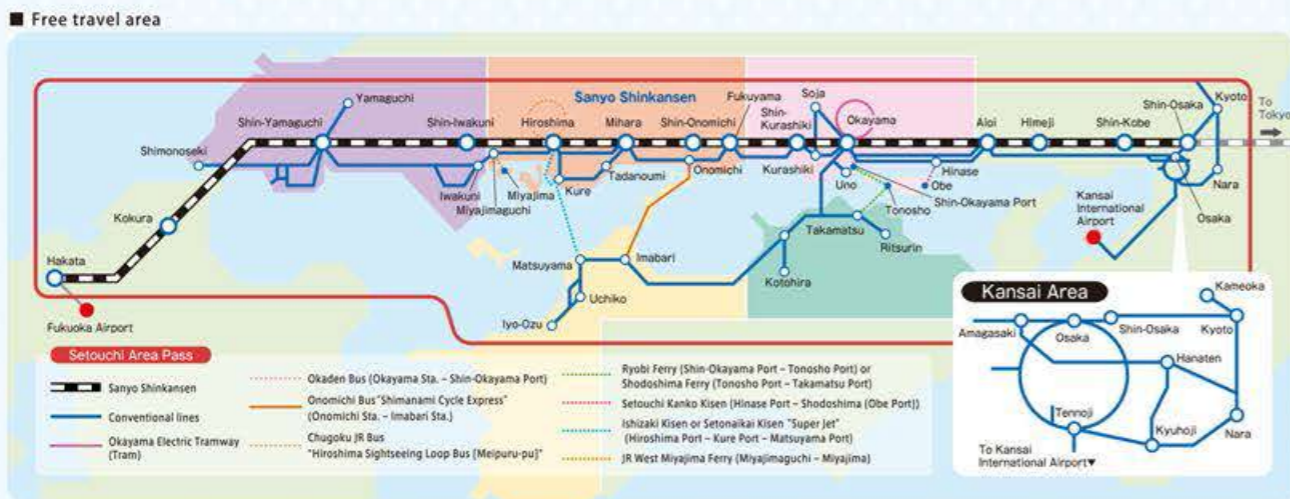 ■ Free travel area
Yamaguchi
Sanyo Shinkansen
Fukuyama
Soja
Kyoto
Shin-Yamaguchi
Shin-Iwakuni
Hiroshima
Mihara
Shin-Onomichi
Shin-
Kurashiki
Okayama
Aioi
Himeji
Shin-Kobe
Shin-Osaka
To
Tokyo
Shimonoseki
Iwakuni
Miyajimaguchi
Miyajima
Kure
Tadanoumi
Onomichi
Kurashiki
Uno
Hinase
Obe
Shin-Okayama Port
Tonosho
Nara
Osaka
Kansai
International
Airport
Kokura
Hakata
Fukuoka Airport
Takamatsu
Ritsurin
Kotohira
Matsuyama
Imabari
Uchiko
Iyo-Ozu
Kansai Area
Kameoka
Amagasaki
Osaka
Shin-Osaka
Kyoto
Hanaten
Tennoji
Kyuhoji
Nara
To Kansai
International Airport▼
Setouchi Area Pass
Sanyo Shinkansen
Conventional lines
Okayama Electric Tramway
(Tram)
Okaden Bus (Okayama Sta. – Shin-Okayama Port)
Onomichi Bus "Shimanami Cycle Express"
(Onomichi Sta. – Imabari Sta.)
Chugoku JR Bus
"Hiroshima Sightseeing Loop Bus [Meipuru-pu]"
Ryobi Ferry (Shin-Okayama Port – Tonosho Port) or
Shodoshima Ferry (Tonosho Port – Takamatsu Port)
Setouchi Kanko Kisen (Hinase Port – Shodoshima (Obe Port))
Ishizaki Kisen or Setonaikai Kisen "Super Jet"
(Hiroshima Port – Kure Port – Matsuyama Port)
JR West Miyajima Ferry (Miyajimaguchi – Miyajima)